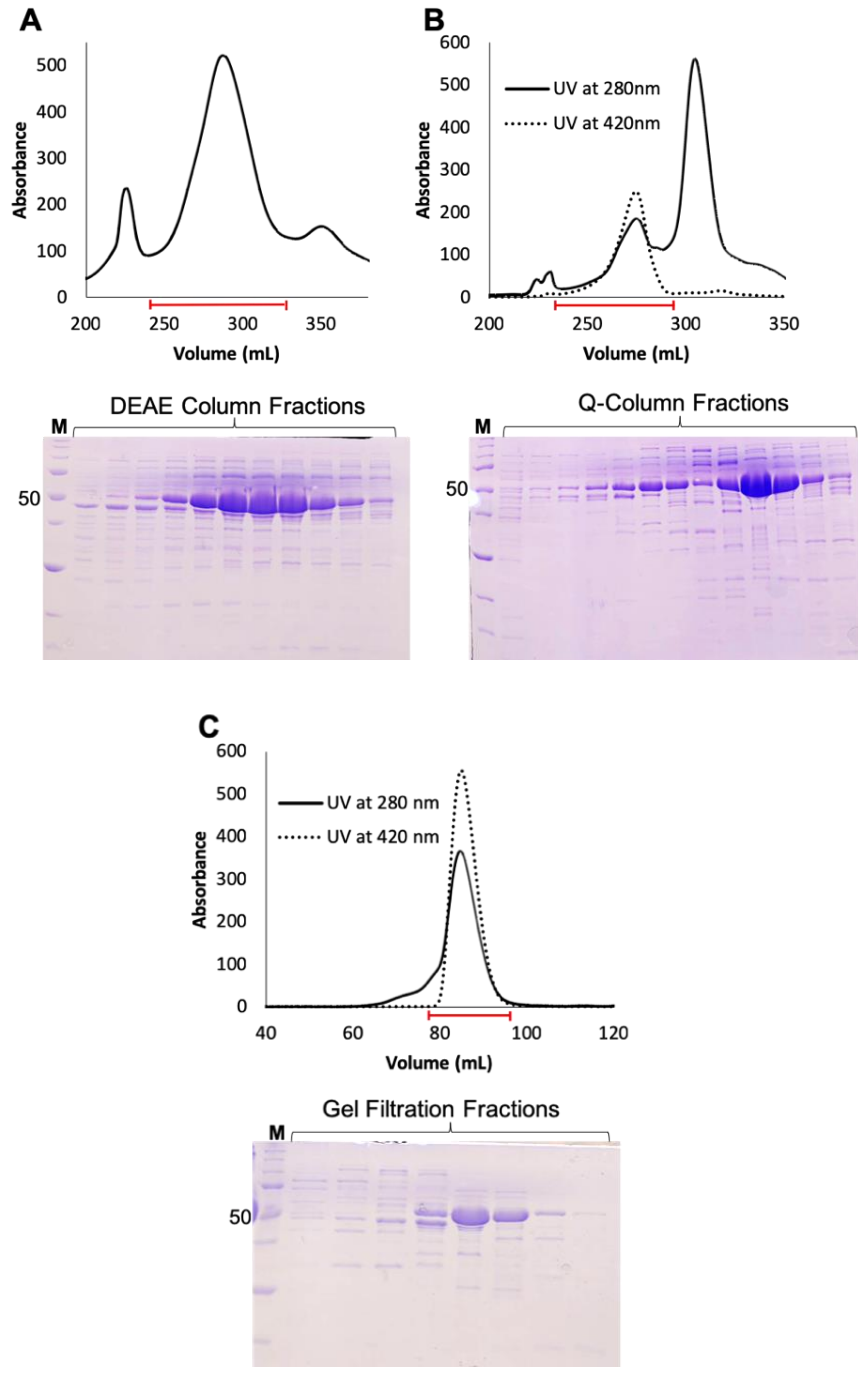 A
500
400
300
200
100
0
Absorbance
200 250 300 350
Volume (mL)
B
600
500
400
300
200
100
0
Absorbance
UV at 280nm
UV at 420nm
200 250 300 350
Volume (mL)
DEAE Column Fractions
M
50
Q-Column Fractions
M
50
C
600
500
400
300
200
100
0
Absorbance
UV at 280 nm
UV at 420 nm
40 60 80 100 120
Volume (mL)
Gel Filtration Fractions
M
50